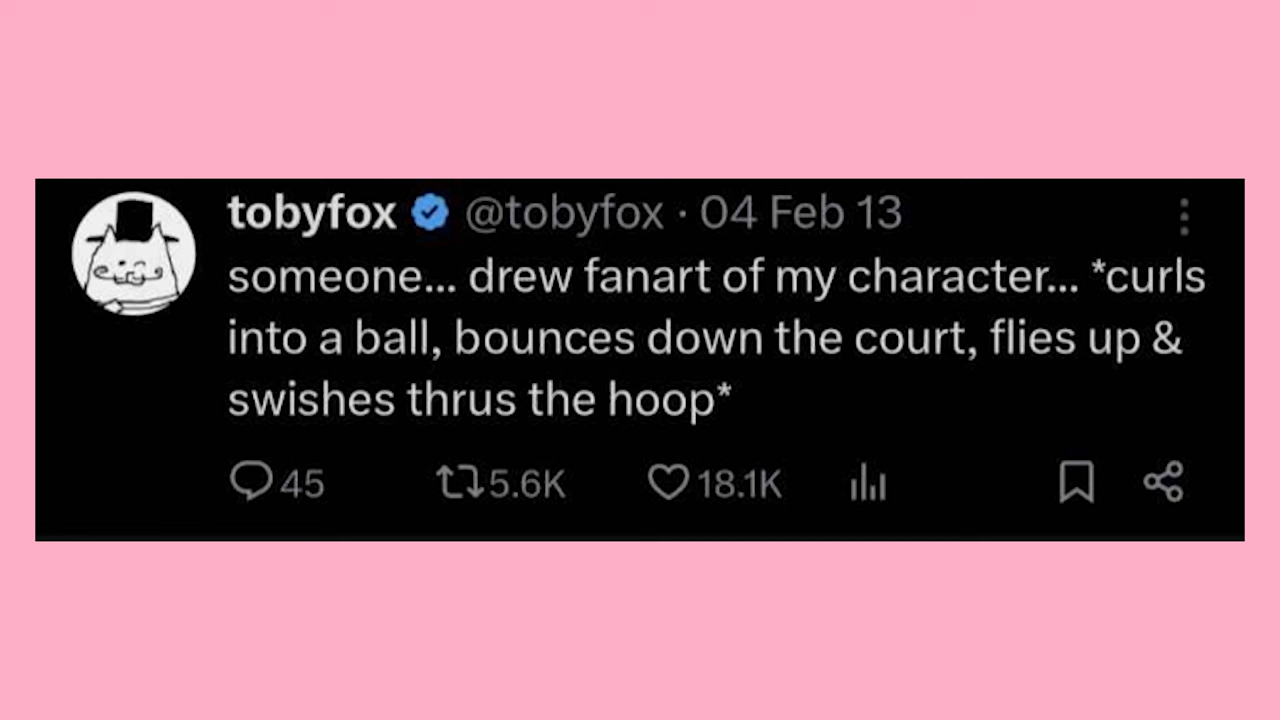 tobyfox @tobyfox · 04 Feb 13
someone... drew fanart of my character... *curls
into a ball, bounces down the court, flies up &
swishes thrus the hoop*
45 5.6K 18.1K